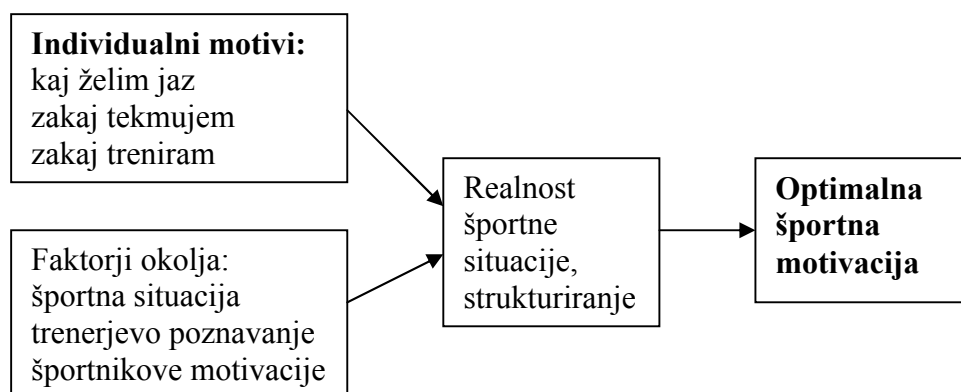 Individualni motivi:
kaj želim jaz
zakaj tekmujem
zakaj treniram
Faktorji okolja:
športna situacija
trenerjevo poznavanje
športnikove motivacije
Realnost
športne
situacije,
strukturiranje
Optimalna
športna
motivacija